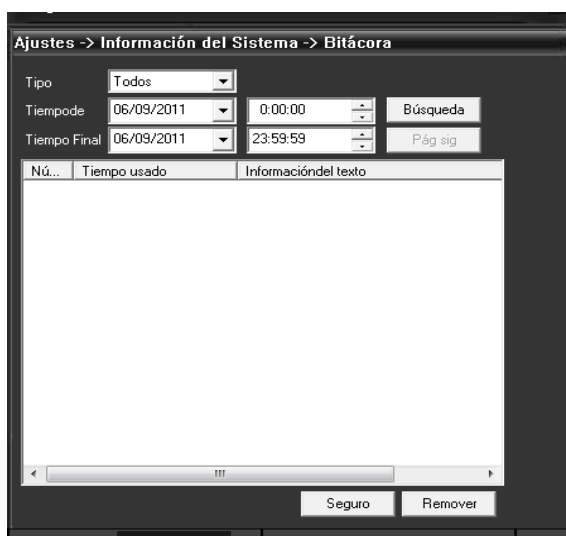 Ajustes -> Información del Sistema -> Bitácora
Tipo Todos
Tiempode 06/09/2011 0:00:00 Búsqueda
Tiempo Final 06/09/2011 23:59:59 Pág sig
Nú... Tiempo usado Informacióndel texto
Seguro Remover